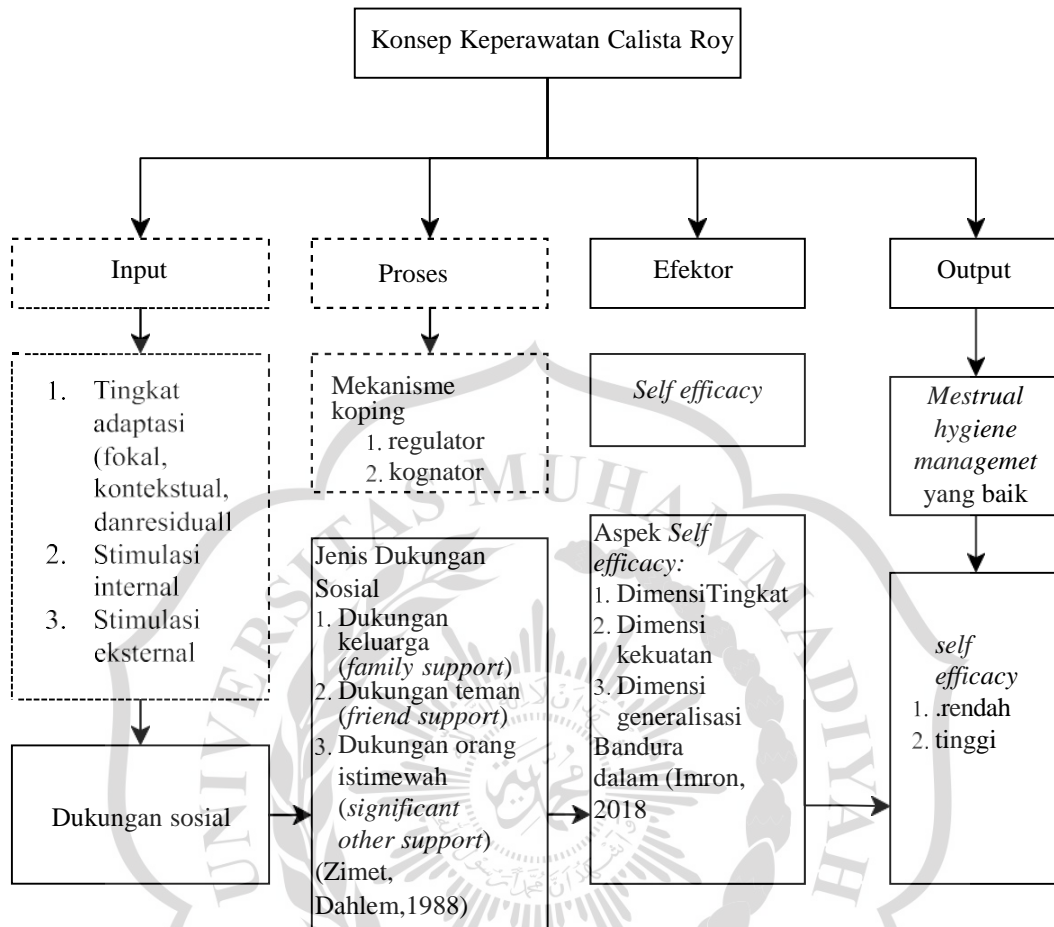 Konsep Keperawatan Calista Roy
Input
Proses
Efektor
Output
1. Tingkat
adaptasi
(fokal,
kontekstual,
danresiduall
2. Stimulasi
internal
3. Stimulasi
eksternal
Mekanisme
koping
1. regulator
2. kognator
Self efficacy
Mestrual
hygiene
managemet
yang baik
Dukungan sosial
Jenis Dukungan
Sosial
1. Dukungan
keluarga
(family support)
2. Dukungan teman
(friend support)
3. Dukungan orang
istimewah
(significant
other support)
(Zimet,
Dahlem,1988)
Aspek Self
efficacy:
1. DimensiTingkat
2. Dimensi
kekuatan
3. Dimensi
generalisasi
Bandura
dalam (Imron,
2018
self
efficacy
1. .rendah
2. tinggi
UNIVERSITAS MUHAMMADIYAH